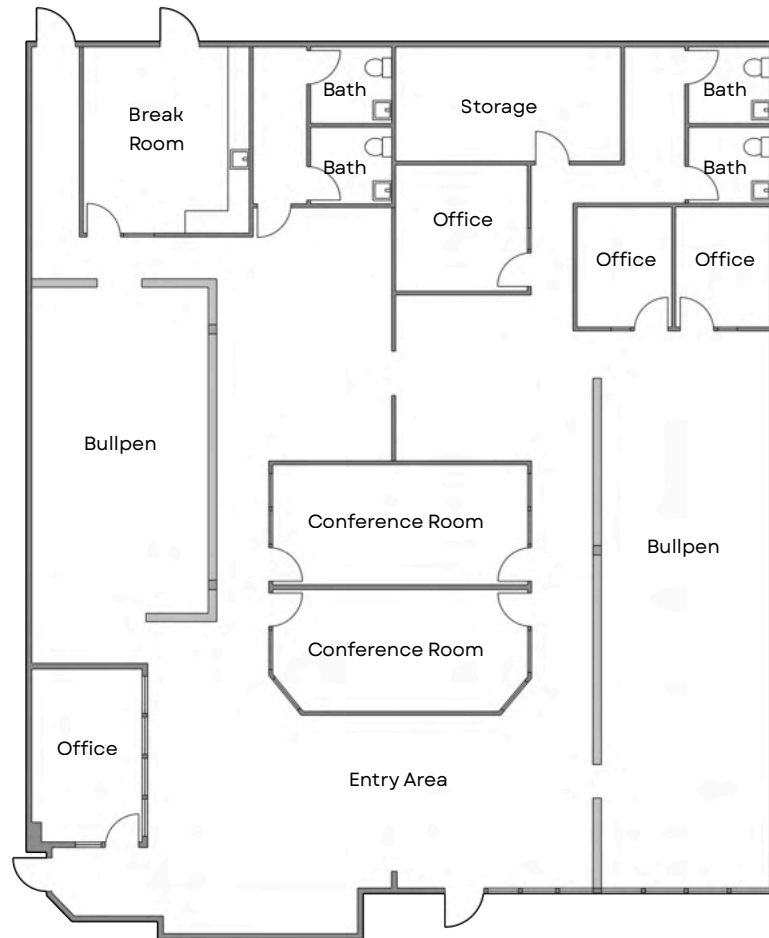 Bath
Bath
Break
Room
Storage
Bath
Bath
Office
Office
Office
Bullpen
Conference Room
Bullpen
Conference Room
Office
Entry Area